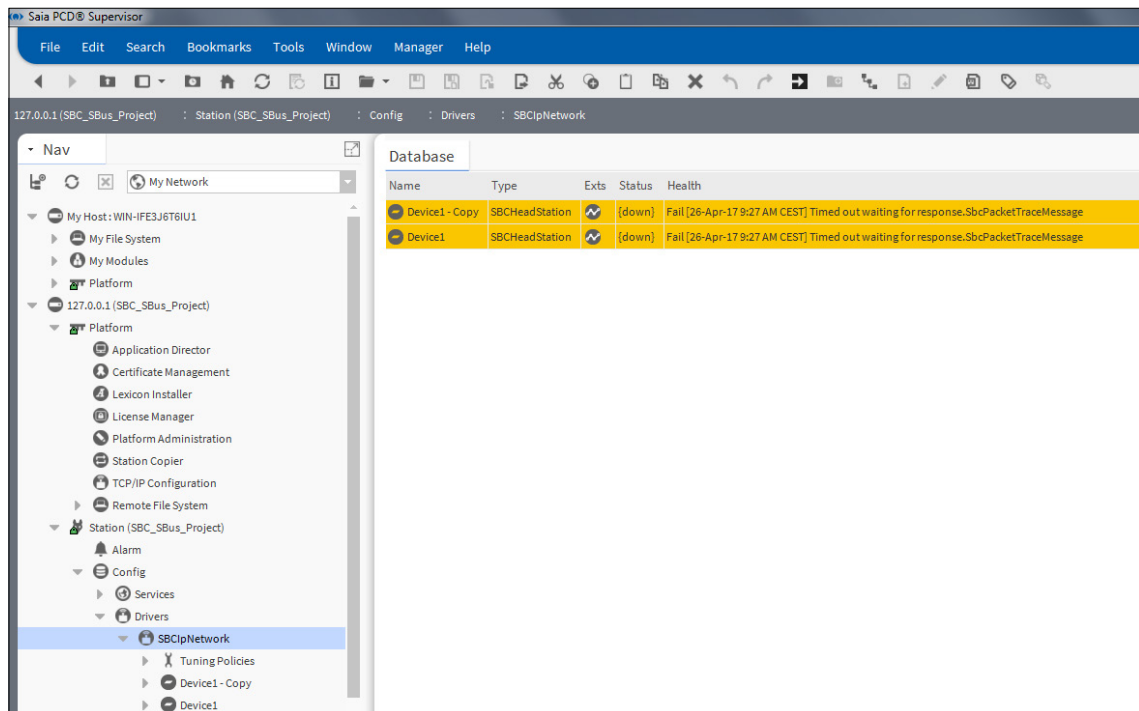 Saia PCD® Supervisor
File Edit Search Bookmarks Tools Window Manager Help
127.0.0.1 (SBC_SBus_Project) : Station (SBC_SBus_Project) : Config : Drivers : SBCIpNetwork
Nav
My Network
My Host : WIN-IFE3J6T6IU1
My File System
My Modules
Platform
127.0.0.1 (SBC_SBus_Project)
Platform
Application Director
Certificate Management
Lexicon Installer
License Manager
Platform Administration
Station Copier
TCP/IP Configuration
Remote File System
Station (SBC_SBus_Project)
Alarm
Config
Services
Drivers
SBCIpNetwork
Tuning Policies
Device1 - Copy
Device1
Database
Name Type Exts Status Health
Device1 - Copy SBCHeadStation {down} Fail [26-Apr-17 9:27 AM CEST] Timed out waiting for response.SbcPacketTraceMessage
Device1 SBCHeadStation {down} Fail [26-Apr-17 9:27 AM CEST] Timed out waiting for response.SbcPacketTraceMessage